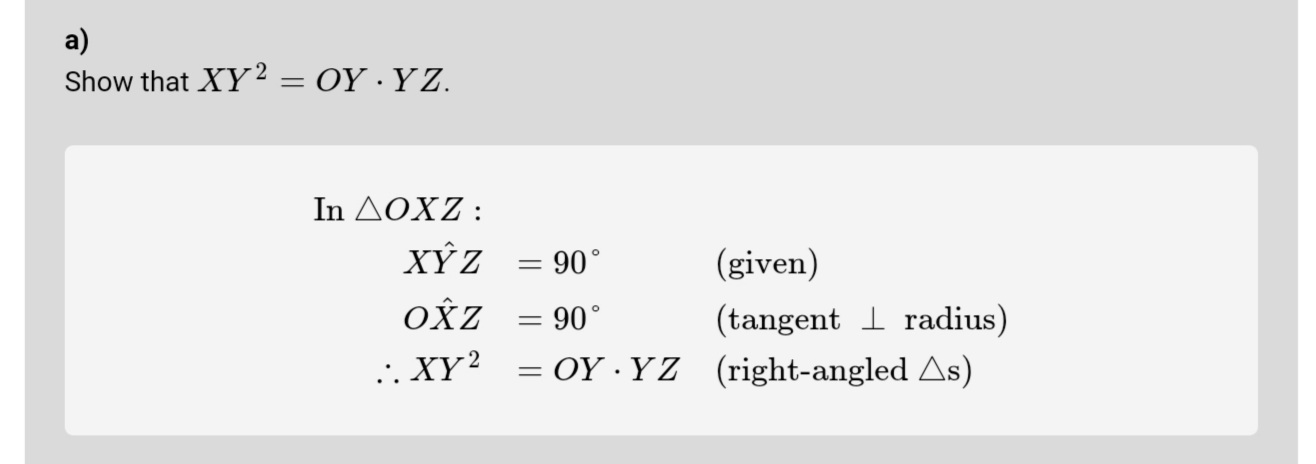 a)
Show that XY² = OY · YZ.
In △OXZ :
XŶZ = 90° (given)
OX̂Z = 90° (tangent ⊥ radius)
∴ XY² = OY · YZ (right-angled △s)